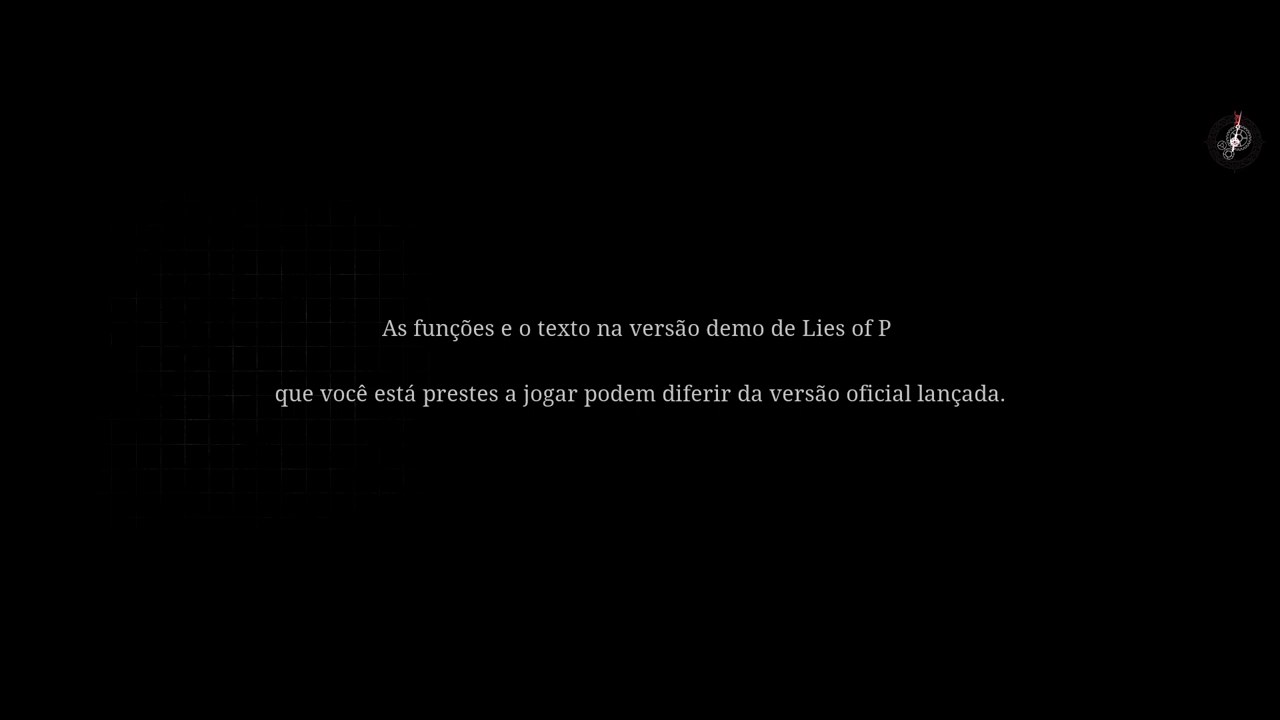 As funções e o texto na versão demo de Lies of P
que você está prestes a jogar podem diferir da versão oficial lançada.